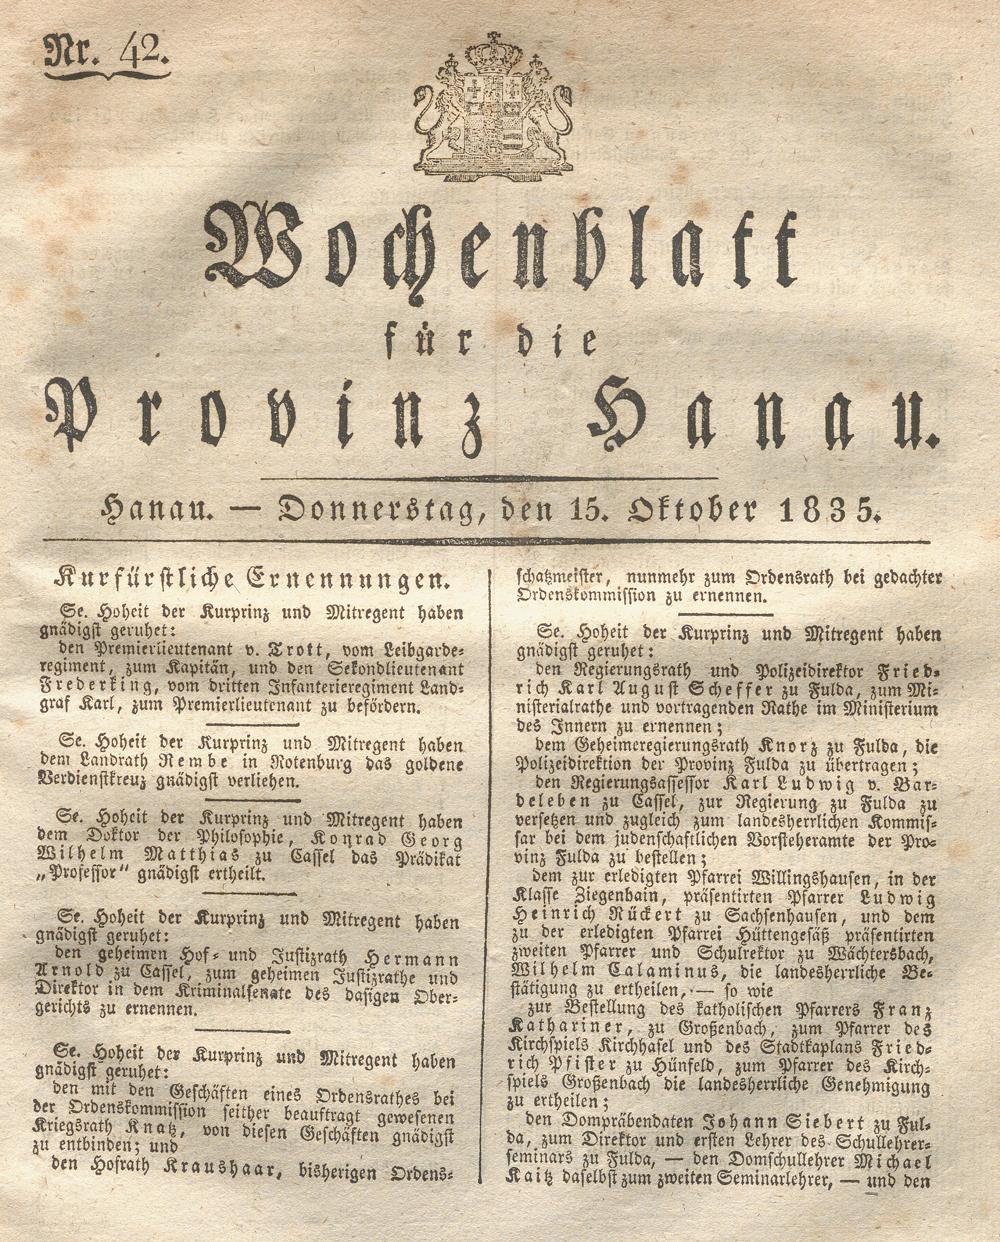 Nr. 42.
Wochenblatt
für die
Provinz Hanau.
Hanau. — Donnerstag, den 15. Oktober 1835.
Kurfürstliche Ernennungen.
Se. Hoheit der Kurprinz und Mitregent haben
gnädigst geruhet:
den Premierlieutenant v. Trott, vom Leibgarde-
regiment, zum Kapitän, und den Sekondlieutenant
Frederking, vom dritten Infanterieregiment Land-
graf Karl, zum Premierlieutenant zu befördern.
Se. Hoheit der Kurprinz und Mitregent haben
dem Landrath Rembe in Rotenburg das goldene
Verdienstkreuz gnädigst verliehen.
Se. Hoheit der Kurprinz und Mitregent haben
dem Doktor der Philosophie, Konrad Georg
Wilhelm Matthias zu Cassel das Prädikat
„Professor“ gnädigst ertheilt.
Se. Hoheit der Kurprinz und Mitregent haben
gnädigst geruhet:
den geheimen Hof- und Justizrath Hermann
Arnold zu Cassel, zum geheimen Justizrathe und
Direktor in dem Kriminalsenate des dasigen Ober-
gerichts zu ernennen.
Se. Hoheit der Kurprinz und Mitregent haben
gnädigst geruhet:
den mit den Geschäften eines Ordensrathes bei
der Ordenskommission seither beauftragt gewesenen
Kriegsrath Knatz, von diesen Geschäften gnädigst
zu entbinden; und
den Hofrath Kraushaar, bisherigen Ordens-
schatzmeister, nunmehr zum Ordensrath bei gedachter
Ordenskommission zu ernennen.
Se. Hoheit der Kurprinz und Mitregent haben
gnädigst geruhet:
den Regierungsrath und Polizeidirektor Fried-
rich Karl August Scheffer zu Fulda, zum Mi-
nisterialrathe und vortragenden Rathe im Ministerium
des Innern zu ernennen;
dem Geheimeregierungsrath Knorz zu Fulda, die
Polizeidirektion der Provinz Fulda zu übertragen;
den Regierungsassessor Karl Ludwig v. Bar-
deleben zu Cassel, zur Regierung zu Fulda zu
versetzen und zugleich zum landesherrlichen Kommis-
sar bei dem judenschaftlichen Vorsteheramte der Pro-
vinz Fulda zu bestellen;
dem zur erledigten Pfarrei Willingshausen, in der
Klasse Ziegenhain, präsentirten Pfarrer Ludwig
Heinrich Rückert zu Sachsenhausen, und dem
zu der erledigten Pfarrei Hüttengesäß präsentirten
zweiten Pfarrer und Schulrektor zu Wächtersbach,
Wilhelm Calaminus, die landesherrliche Be-
stätigung zu ertheilen, — so wie
zur Bestellung des katholischen Pfarrers Franz
Kathariner, zu Großenbach, zum Pfarrer des
Kirchspiels Kirchhasel und des Stadtkaplans Fried-
rich Pfister zu Hünfeld, zum Pfarrer des Kirch-
spiels Großenbach die landesherrliche Genehmigung
zu ertheilen;
den Dompräbendaten Johann Siebert zu Ful-
da, zum Direktor und ersten Lehrer des Schullehrer-
seminars zu Fulda, — den Domschullehrer Michael
Kaitz daselbst zum zweiten Seminarlehrer, — und den